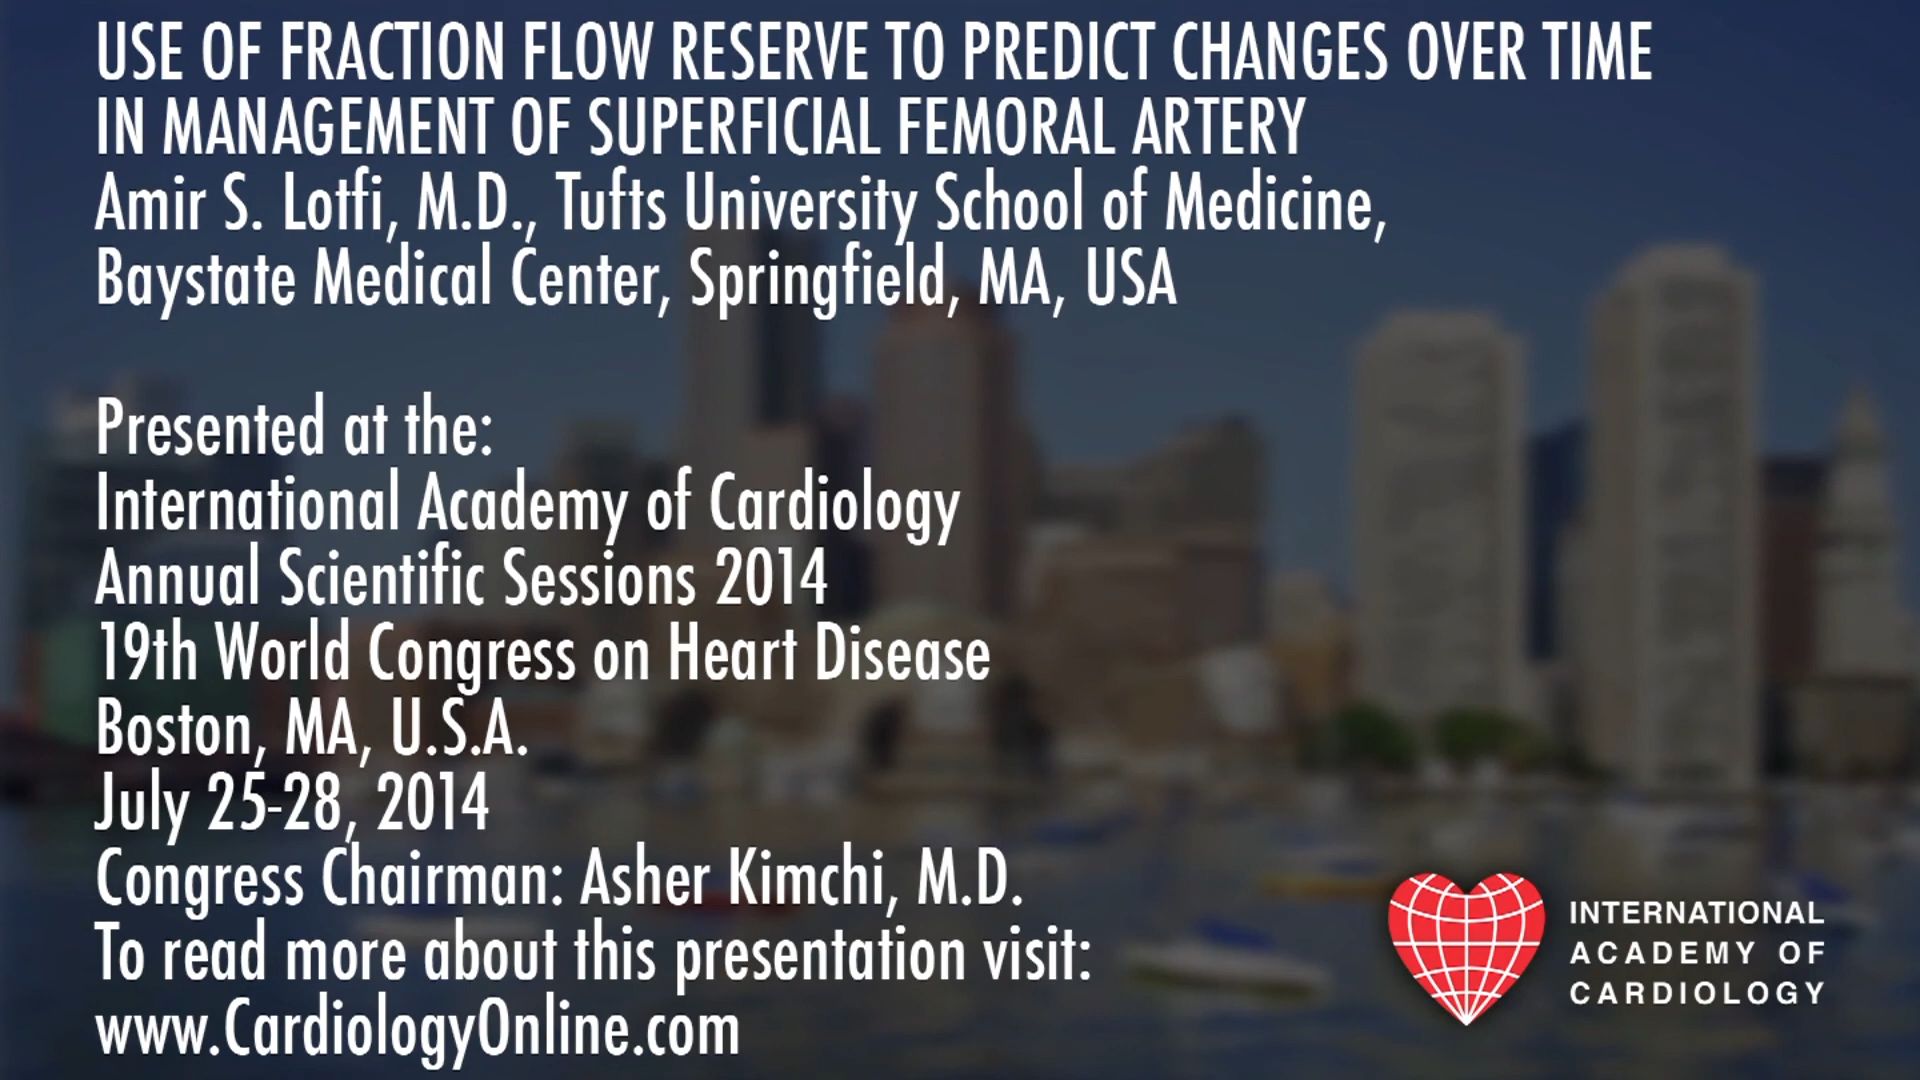 USE OF FRACTION FLOW RESERVE TO PREDICT CHANGES OVER TIME
IN MANAGEMENT OF SUPERFICIAL FEMORAL ARTERY
Amir S. Lotfi, M.D., Tufts University School of Medicine,
Baystate Medical Center, Springfield, MA, USA
Presented at the:
International Academy of Cardiology
Annual Scientific Sessions 2014
19th World Congress on Heart Disease
Boston, MA, U.S.A.
July 25-28, 2014
Congress Chairman: Asher Kimchi, M.D.
To read more about this presentation visit:
www.CardiologyOnline.com
INTERNATIONAL
ACADEMY OF
CARDIOLOGY